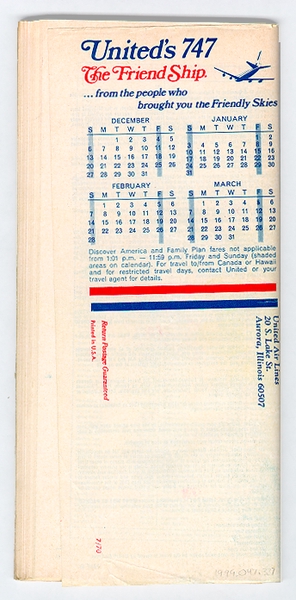 United's 747
The Friend Ship.
...from the people who
brought you the Friendly Skies
DECEMBER
S M T W T F S
1 2 3 4 5
6 7 8 9 10 11 12
13 14 15 16 17 18 19
20 21 22 23 24 25 26
27 28 29 30 31
JANUARY
S M T W T F S
1 2
3 4 5 6 7 8 9
10 11 12 13 14 15 16
17 18 19 20 21 22 23
24 25 26 27 28 29 30
31
FEBRUARY
S M T W T F S
1 2 3 4 5 6
7 8 9 10 11 12 13
14 15 16 17 18 19 20
21 22 23 24 25 26 27
28
MARCH
S M T W T F S
1 2 3 4 5 6
7 8 9 10 11 12 13
14 15 16 17 18 19 20
21 22 23 24 25 26 27
28 29 30 31
Discover America and Family Plan fares not applicable
from 1:01 p.m. — 11:59 p.m. Friday and Sunday (shaded
areas on calendar). For travel to/from Canada or Hawaii
and for restricted days, contact United or your
travel agent for details.
United Air Lines
20 S. Lake St.
Aurora, Illinois 60507
Return Postage Guaranteed
Printed in U.S.A.
7/70